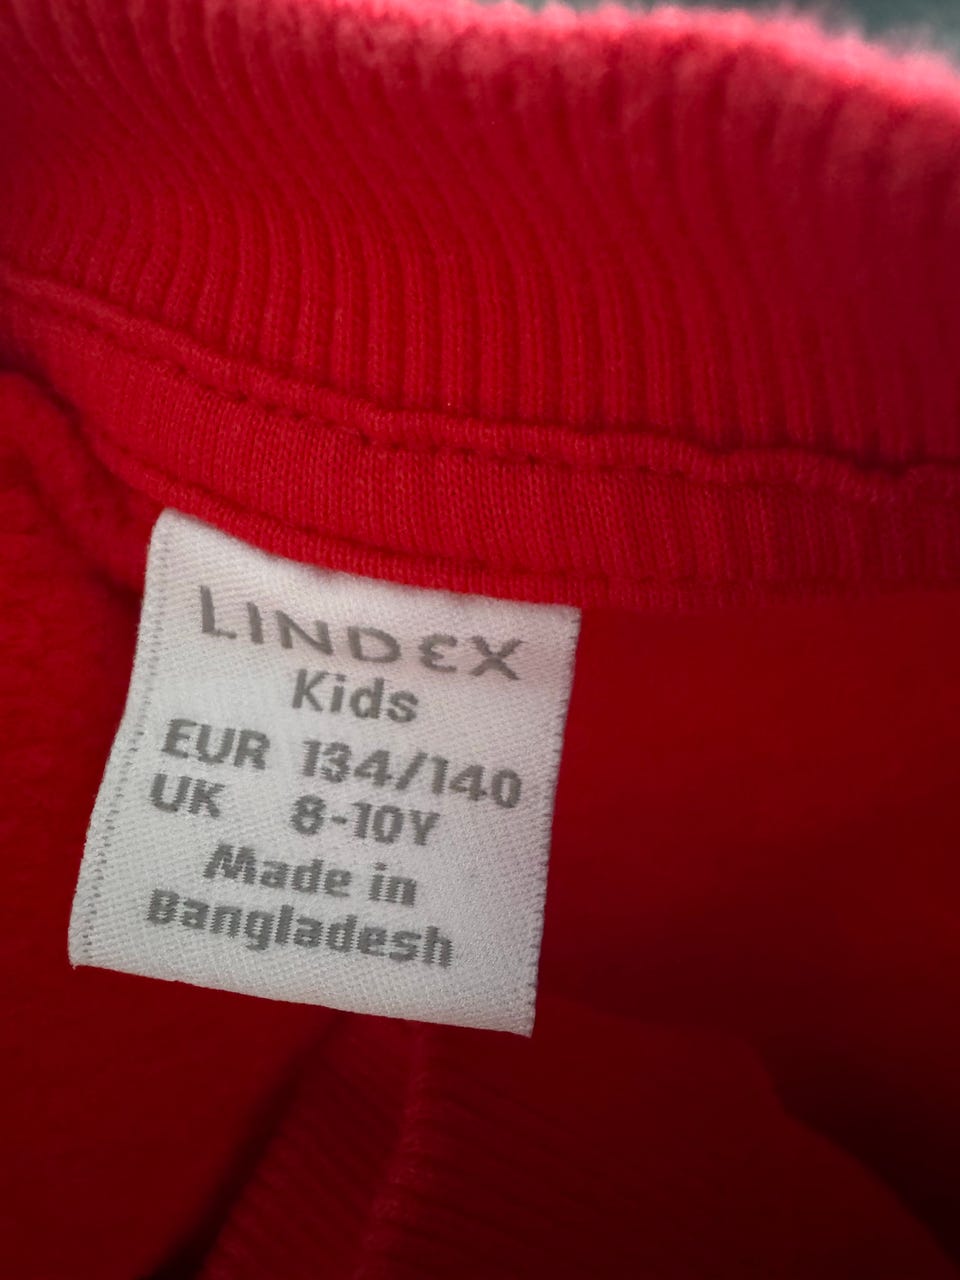 LINDEX
Kids
EUR 134/140
UK 8-10Y
Made in
Bangladesh